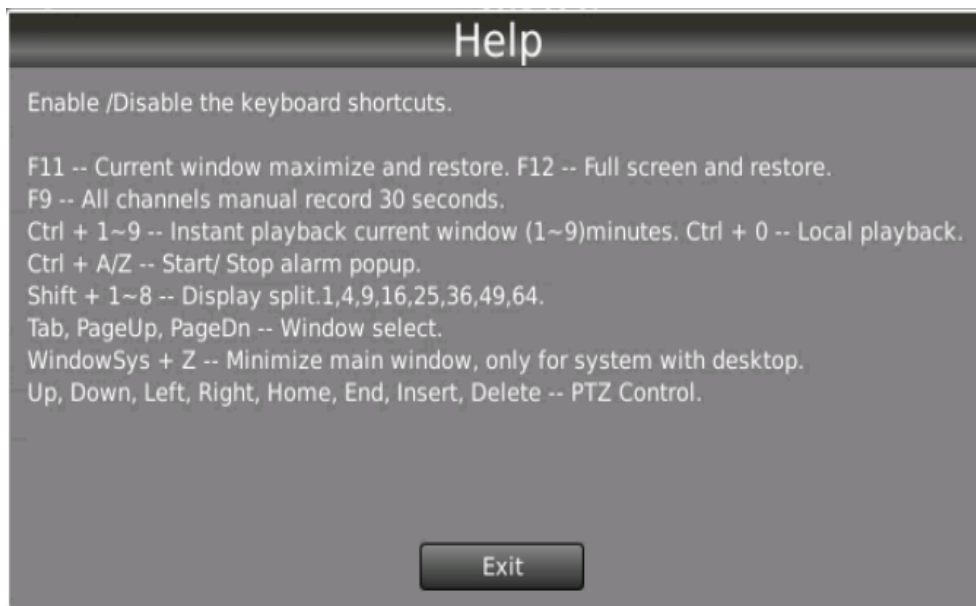 Help
Enable /Disable the keyboard shortcuts.
F11 -- Current window maximize and restore. F12 -- Full screen and restore.
F9 -- All channels manual record 30 seconds.
Ctrl + 1~9 -- Instant playback current window (1~9)minutes. Ctrl + 0 -- Local playback.
Ctrl + A/Z -- Start/ Stop alarm popup.
Shift + 1~8 -- Display split.1,4,9,16,25,36,49,64.
Tab, PageUp, PageDn -- Window select.
WindowSys + Z -- Minimize main window, only for system with desktop.
Up, Down, Left, Right, Home, End, Insert, Delete -- PTZ Control.
Exit